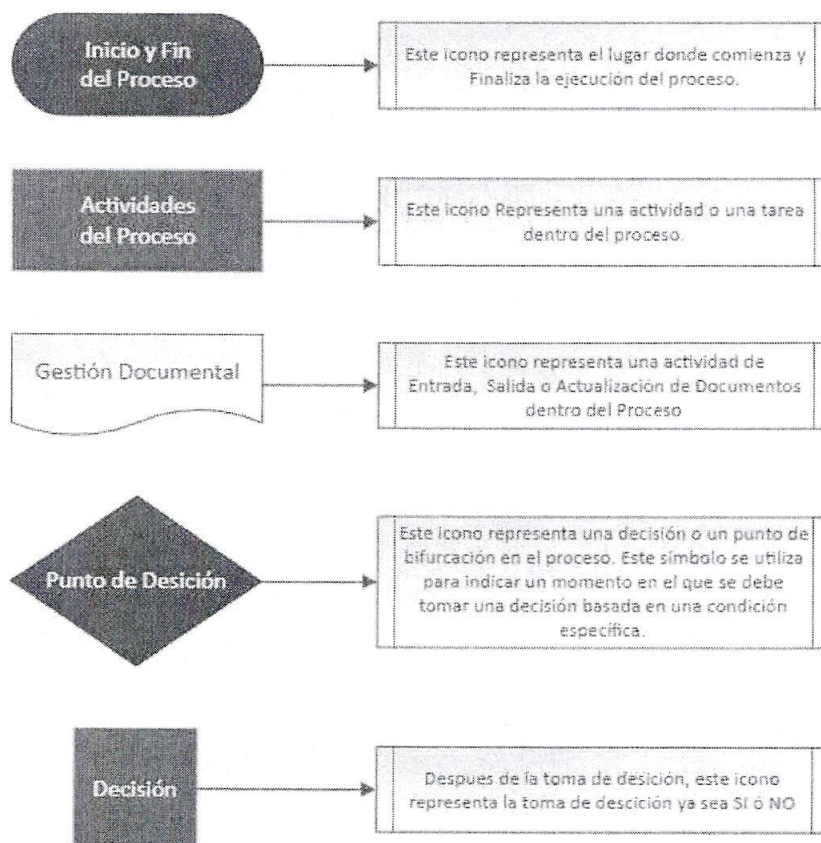 Inicio y Fin
del Proceso
Este icono representa el lugar donde comienza y
Finaliza la ejecución del proceso.
Actividades
del Proceso
Este icono Representa una actividad o una tarea
dentro del proceso.
Gestión Documental
Este icono representa una actividad de
Entrada, Salida o Actualización de Documentos
dentro del Proceso
Punto de Desición
Este icono representa una decisión o un punto de
bifurcación en el proceso. Este símbolo se utiliza
para indicar un momento en el que se debe
tomar una decisión basada en una condición
específica.
Decisión
Despues de la toma de desición, este icono
representa la toma de descición ya sea SI ó NO